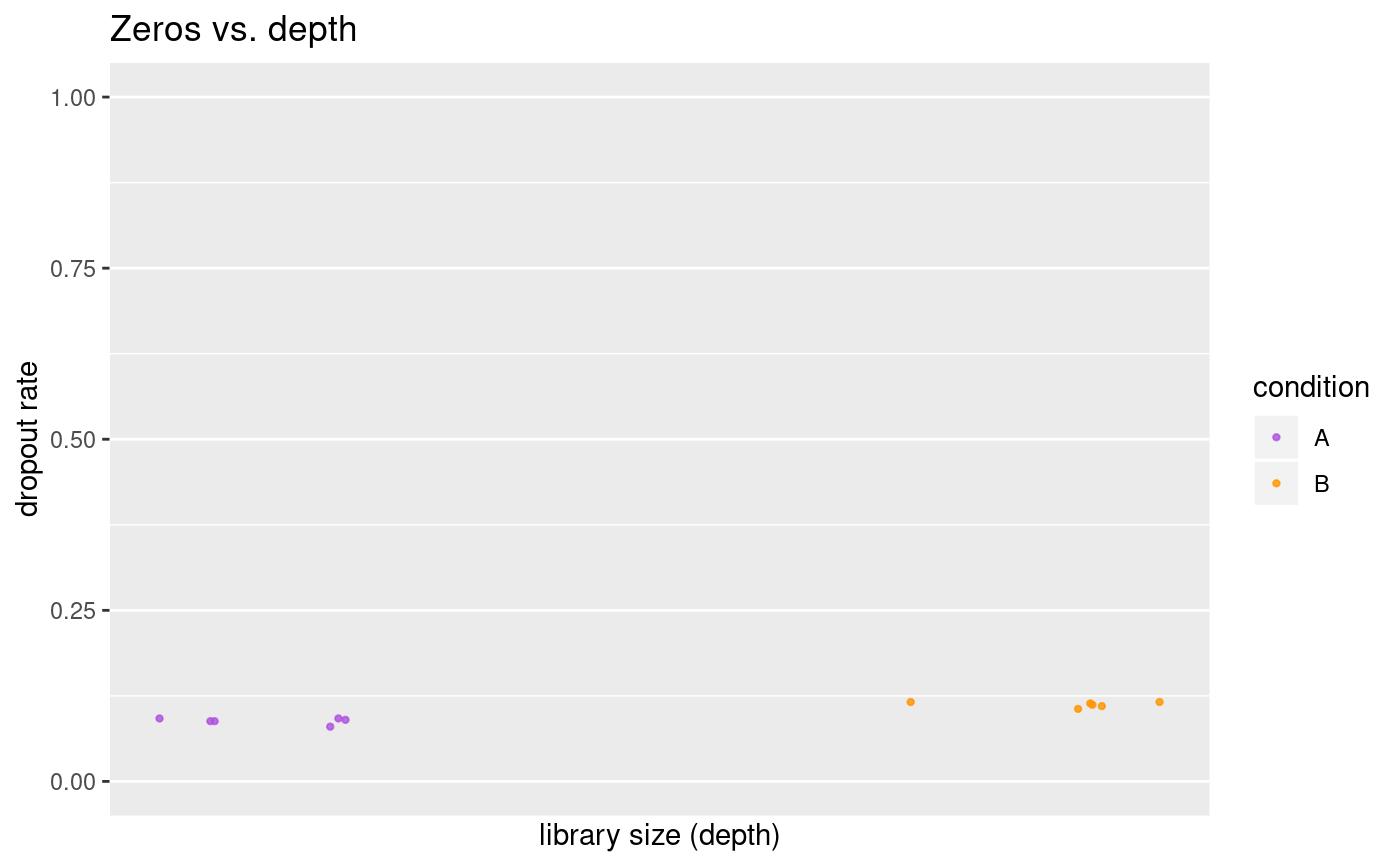 Zeros vs. depth
1.00
0.75
0.50
0.25
0.00
dropout rate
library size (depth)
condition
A
B